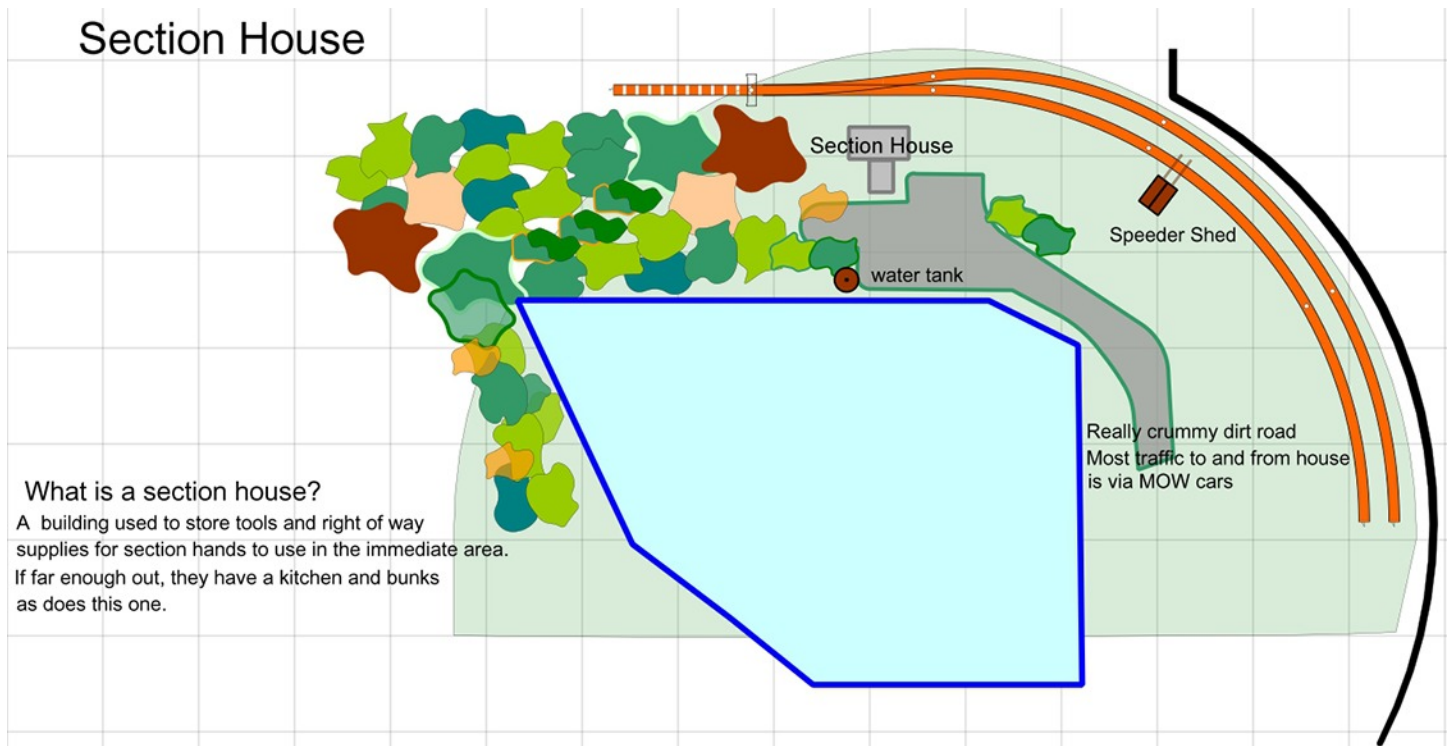 Section House
Section House
Speeder Shed
water tank
Really crummy dirt road
Most traffic to and from house
is via MOW cars
What is a section house?
A building used to store tools and right of way
supplies for section hands to use in the immediate area.
If far enough out, they have a kitchen and bunks
as does this one.